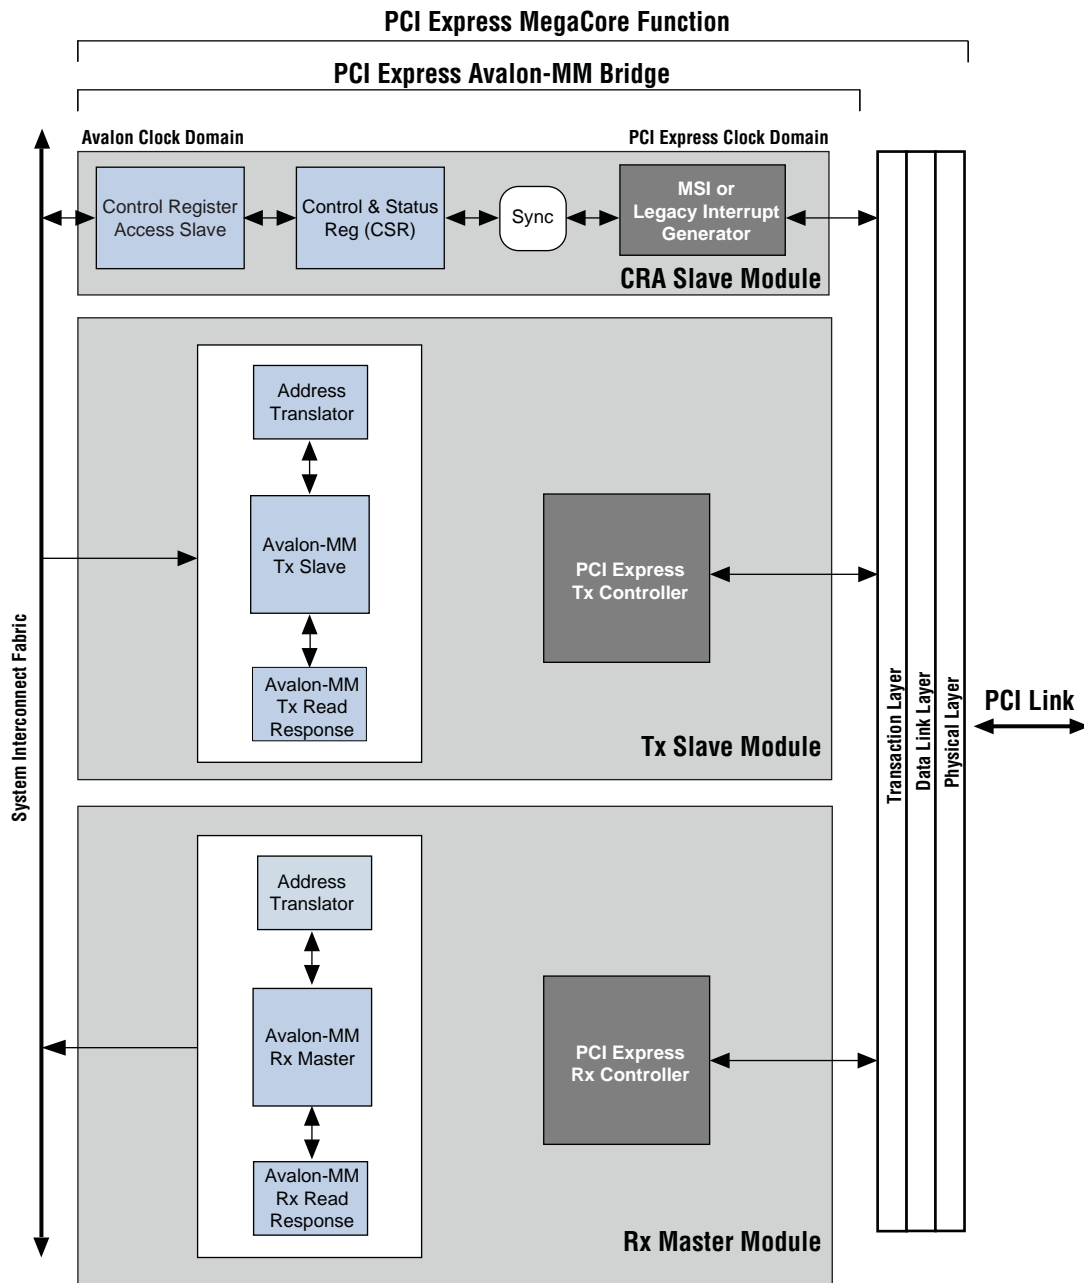 PCI Express MegaCore Function
PCI Express Avalon-MM Bridge
Avalon Clock Domain
PCI Express Clock Domain
Control Register
Access Slave
Control & Status
Reg (CSR)
Sync
MSI or
Legacy Interrupt
Generator
CRA Slave Module
Address
Translator
Avalon-MM
Tx Slave
Avalon-MM
Tx Read
Response
PCI Express
Tx Controller
Tx Slave Module
System Interconnect Fabric
Transaction Layer
Data Link Layer
Physical Layer
PCI Link
Address
Translator
Avalon-MM
Rx Master
Avalon-MM
Rx Read
Response
PCI Express
Rx Controller
Rx Master Module